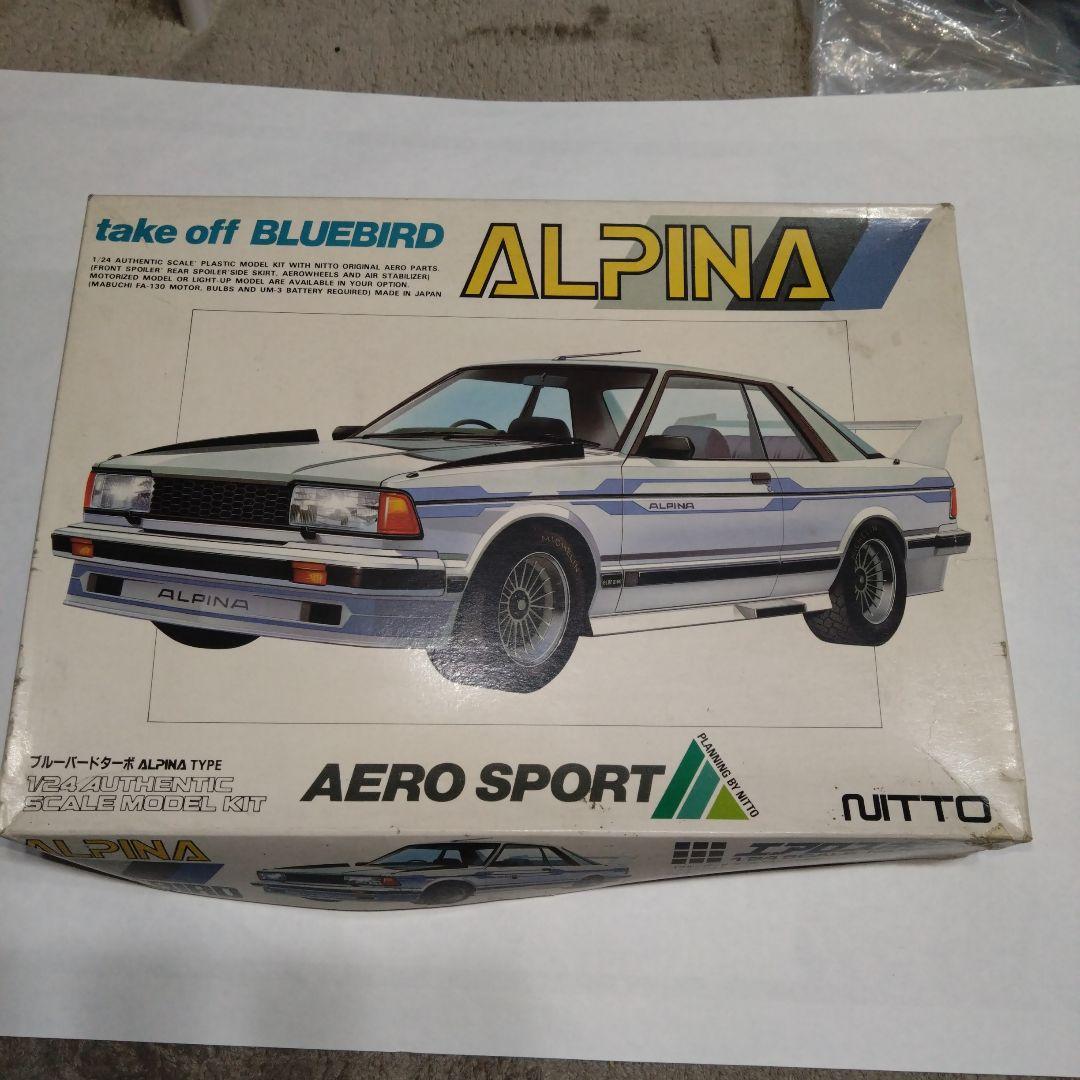 take off BLUEBIRD
ALPINA
1/24 AUTHENTIC SCALE' PLASTIC MODEL KIT WITH NITTO ORIGINAL AERO PARTS.
(FRONT SPOILER' REAR SPOILER'SIDE SKIRT, AEROWHEELS AND AIR STABILIZER)
MOTORIZED MODEL OR LIGHT-UP MODEL ARE AVAILABLE IN YOUR OPTION.
(MABUCHI FA-130 MOTOR, BULBS AND UM-3 BATTERY REQUIRED) MADE IN JAPAN
ALPINA
ALPINA
ブルーバードターボ ALPINA TYPE
1/24 AUTHENTIC
SCALE MODEL KIT
AERO SPORT
PLANNING BY NITTO
NITTO
ALPINA